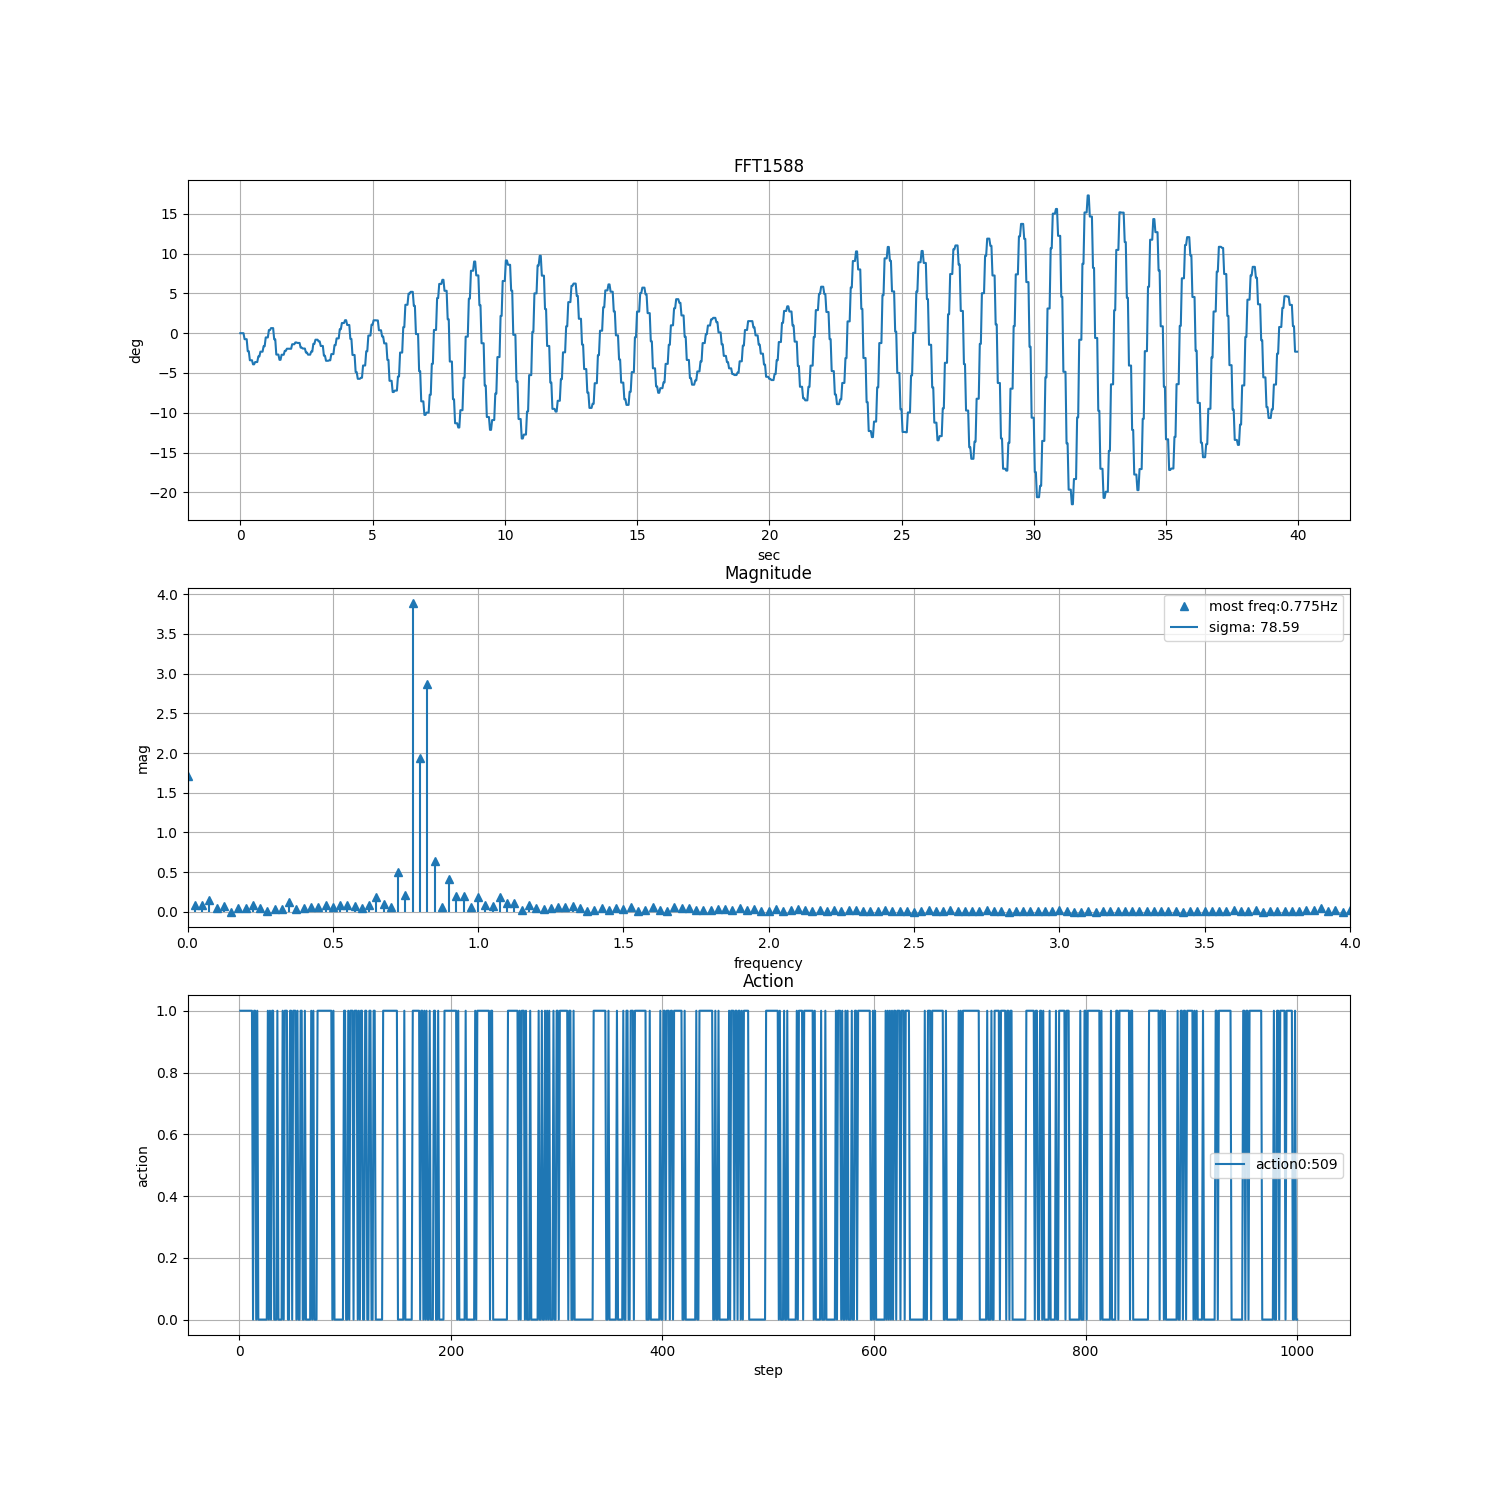 FFT1588
15
10
5
0
−5
−10
−15
−20
deg
0 5 10 15 20 25 30 35 40
sec
Magnitude
4.0
3.5
3.0
2.5
2.0
1.5
1.0
0.5
0.0
mag
most freq:0.775Hz
sigma: 78.59
0.0 0.5 1.0 1.5 2.0 2.5 3.0 3.5 4.0
frequency
Action
1.0
0.8
0.6
0.4
0.2
0.0
action
action0:509
0 200 400 600 800 1000
step